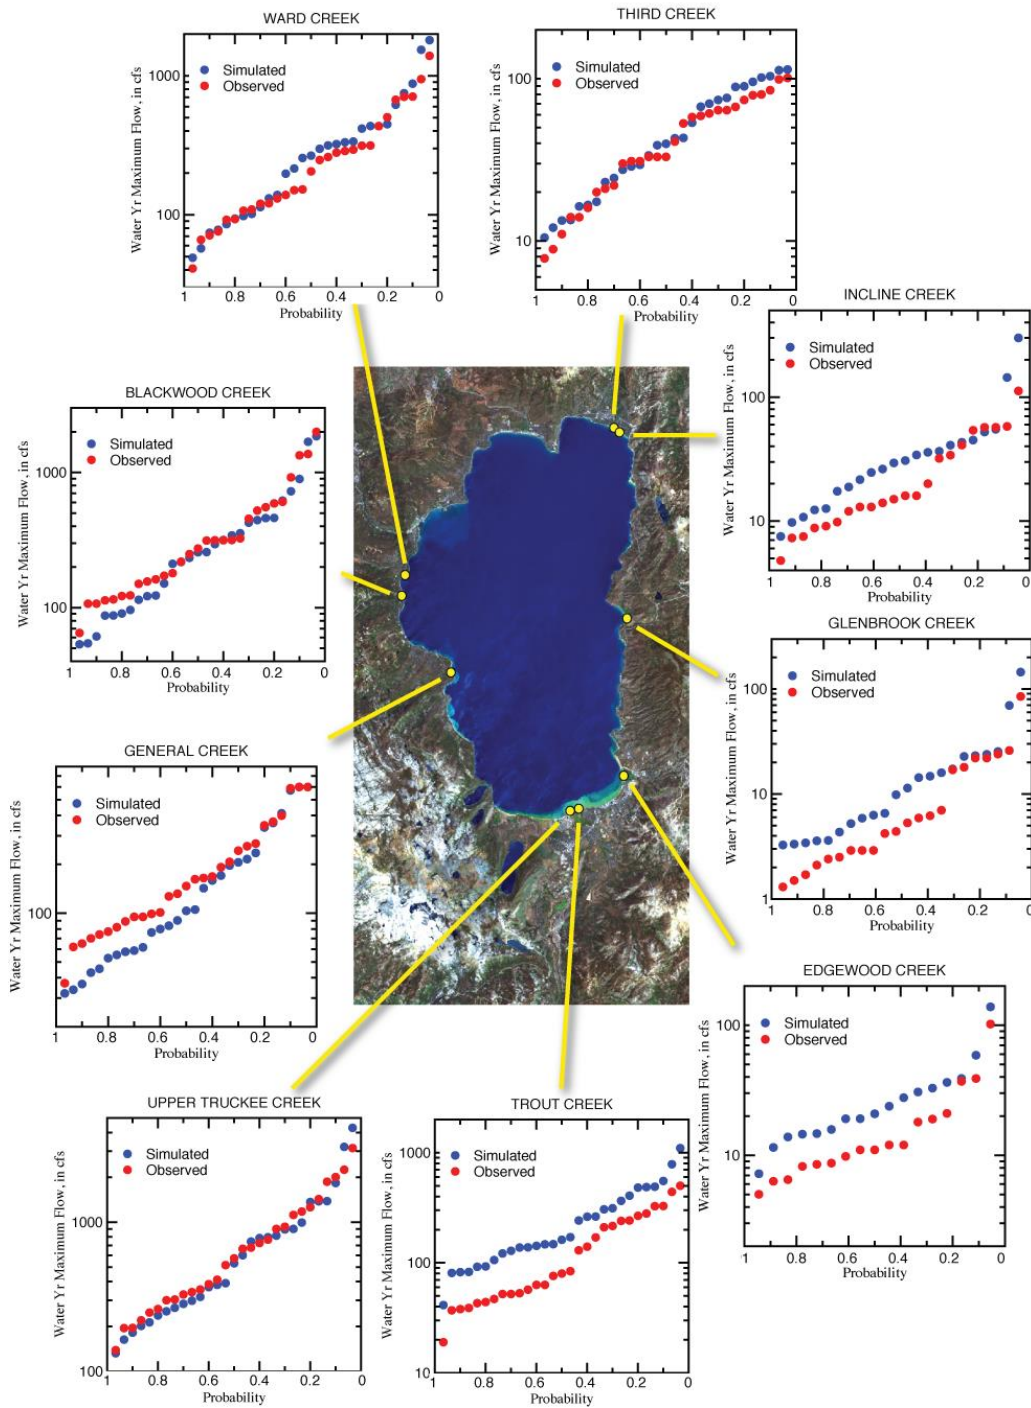 WARD CREEK
Water Yr Maximum Flow, in cfs
1000
100
Simulated
Observed
1 0.8 0.6 0.4 0.2 0
Probability
THIRD CREEK
Water Yr Maximum Flow, in cfs
100
10
Simulated
Observed
1 0.8 0.6 0.4 0.2 0
Probability
INCLINE CREEK
Water Yr Maximum Flow, in cfs
100
10
Simulated
Observed
1 0.8 0.6 0.4 0.2 0
Probability
BLACKWOOD CREEK
Water Yr Maximum Flow, in cfs
1000
100
Simulated
Observed
1 0.8 0.6 0.4 0.2 0
Probability
GLENBROOK CREEK
Water Yr Maximum Flow, in cfs
100
10
1
Simulated
Observed
1 0.8 0.6 0.4 0.2 0
Probability
GENERAL CREEK
Water Yr Maximum Flow, in cfs
100
Simulated
Observed
1 0.8 0.6 0.4 0.2 0
Probability
EDGEWOOD CREEK
Water Yr Maximum Flow, in cfs
100
10
Simulated
Observed
1 0.8 0.6 0.4 0.2 0
Probability
UPPER TRUCKEE CREEK
Water Yr Maximum Flow, in cfs
1000
100
Simulated
Observed
1 0.8 0.6 0.4 0.2 0
Probability
TROUT CREEK
Water Yr Maximum Flow, in cfs
1000
100
10
Simulated
Observed
1 0.8 0.6 0.4 0.2 0
Probability